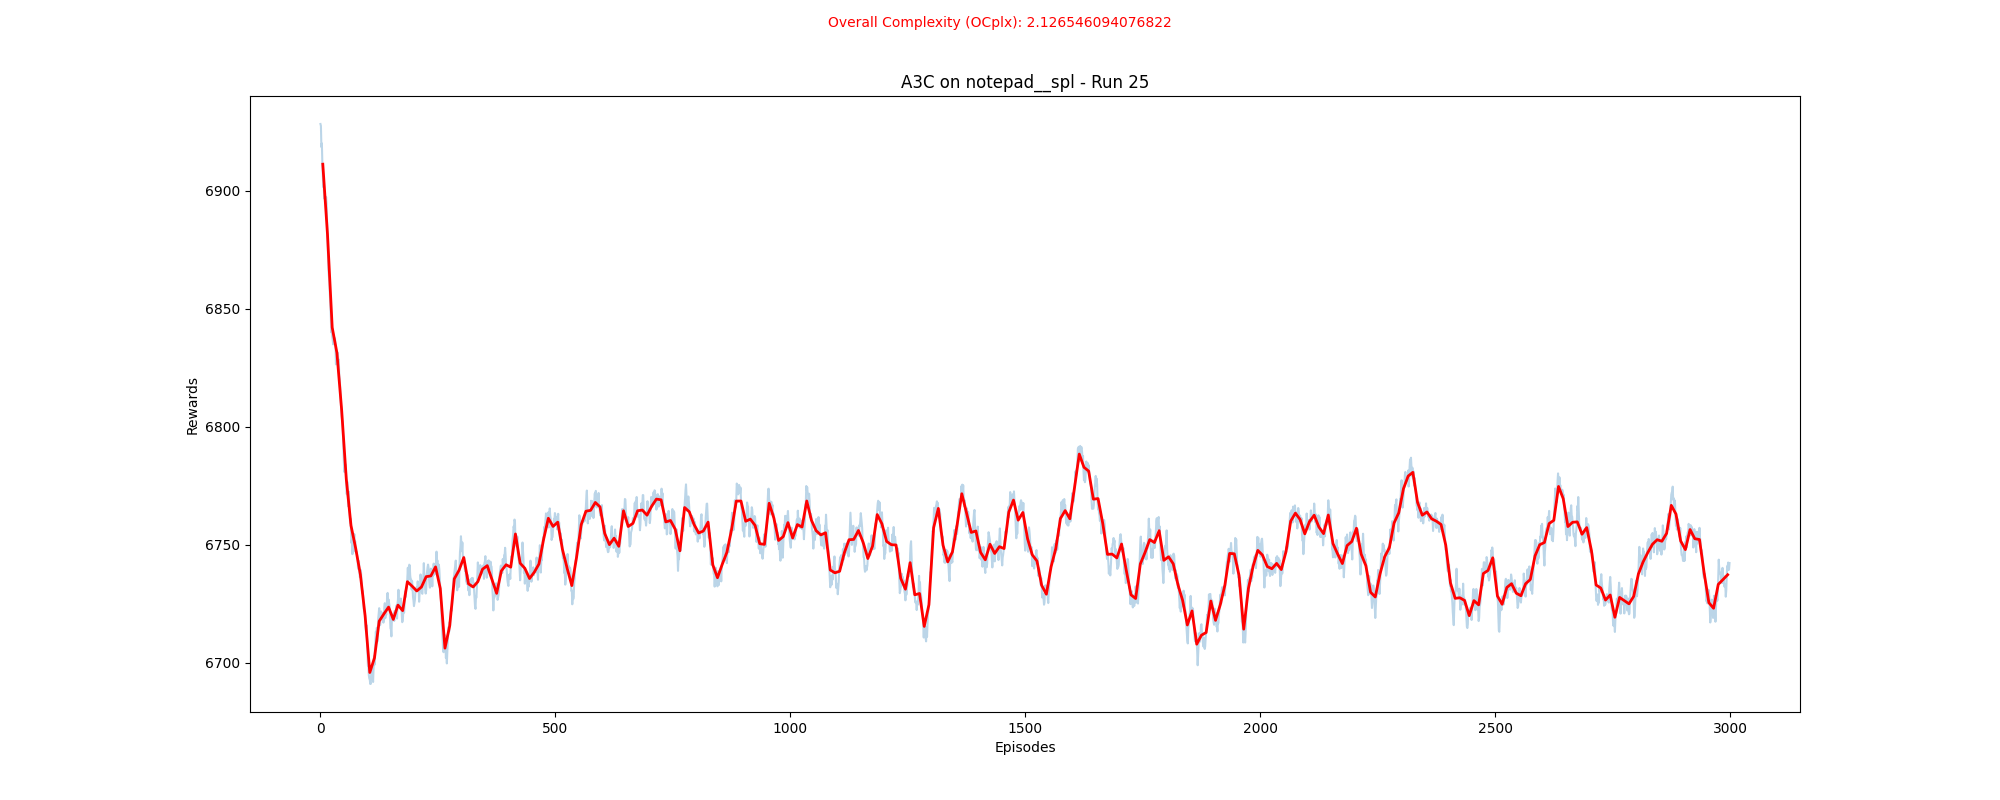 Overall Complexity (OCplx): 2.126546094076822
A3C on notepad__spl - Run 25
6900
6850
6800
6750
6700
Rewards
0 500 1000 1500 2000 2500 3000
Episodes